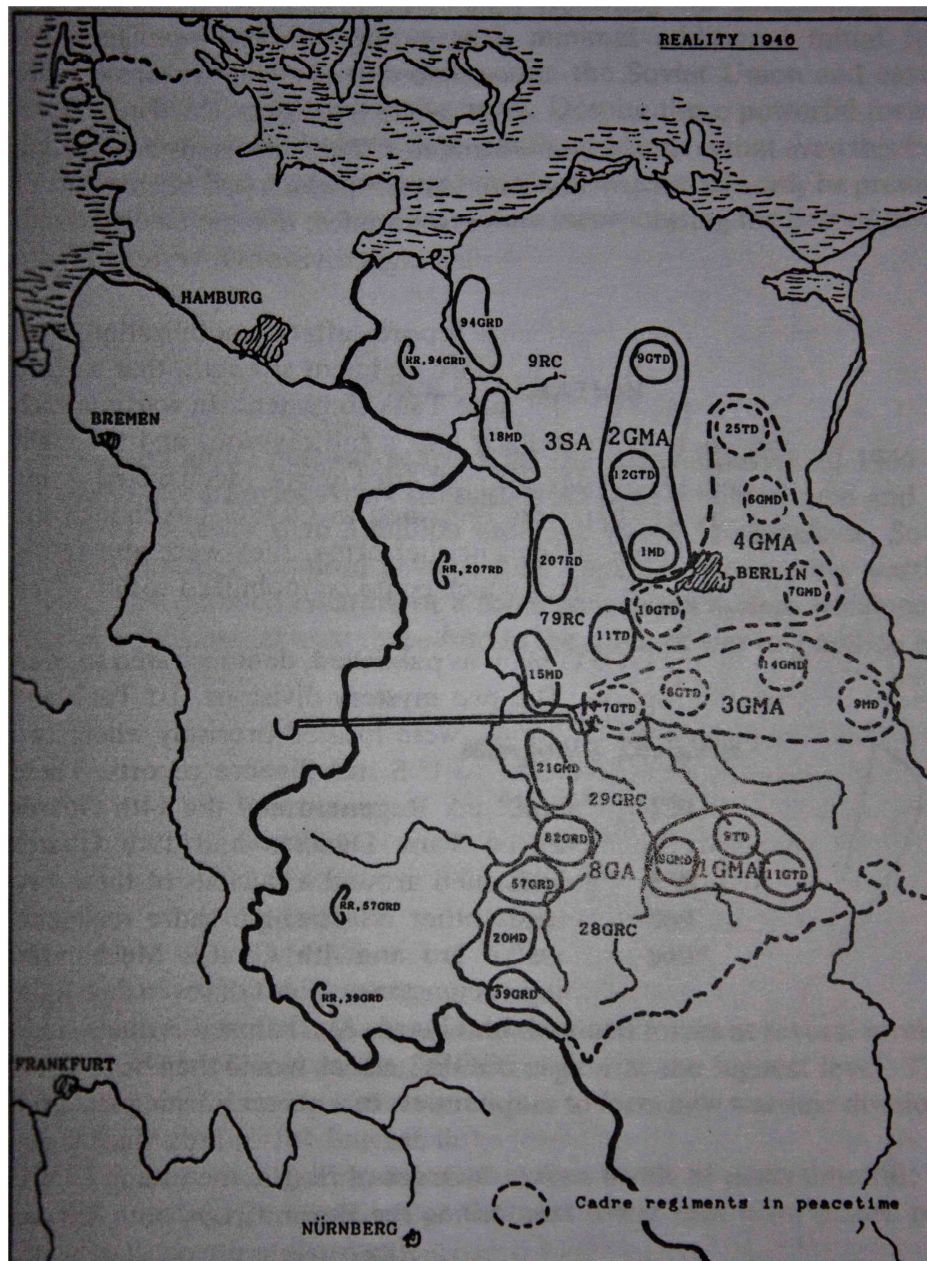 REALITY 1946
HAMBURG
94GRD
RR,94GRD
9RC
9GTD
BREMEN
18MD
3SA
2GMA
25TD
12GTD
6GMD
4GMA
1MD
BERLIN
RR,207RD
207RD
7GMD
10GTD
79RC
11TD
14GMD
15MD
6GTD
7GTD
3GMA
9MD
21GMD
29GRC
82GRD
9TD
8GA
8GMD
1GMA
11GTD
57GRD
RR,57GRD
20MD
28GRC
39GRD
RR,39GRD
FRANKFURT
Cadre regiments in peacetime
NÜRNBERG